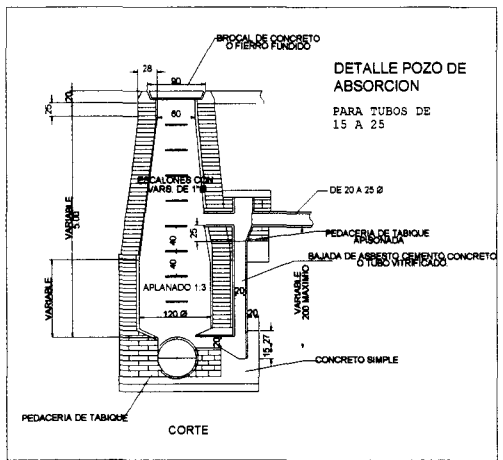 BROCAL DE CONCRETO
O FIERRO FUNDIDO
DETALLE POZO DE
ABSORCION
PARA TUBOS DE
15 A 25
28
90
20
25
60
ESCALONES CON
VARS. DE 1"Ø
DE 20 A 25 Ø
VARIABLE
5.00
25
40
40
PEDACERIA DE TABIQUE
APISONADA
BAJADA DE ASBESTO CEMENTO, CONCRETO
O TUBO VITRIFICADO.
APLANADO 1:3
VARIABLE
20
VARIABLE
200 MAXIMO
120 Ø
20
20
15
27
CONCRETO SIMPLE
PEDACERIA DE TABIQUE
CORTE